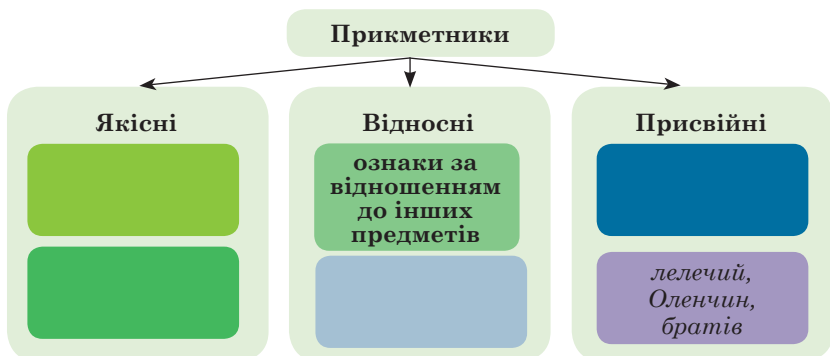 Прикметники
Якісні
Відносні
ознаки за
відношенням
до інших
предметів
Присвійні
лелечий,
Оленчин,
братів